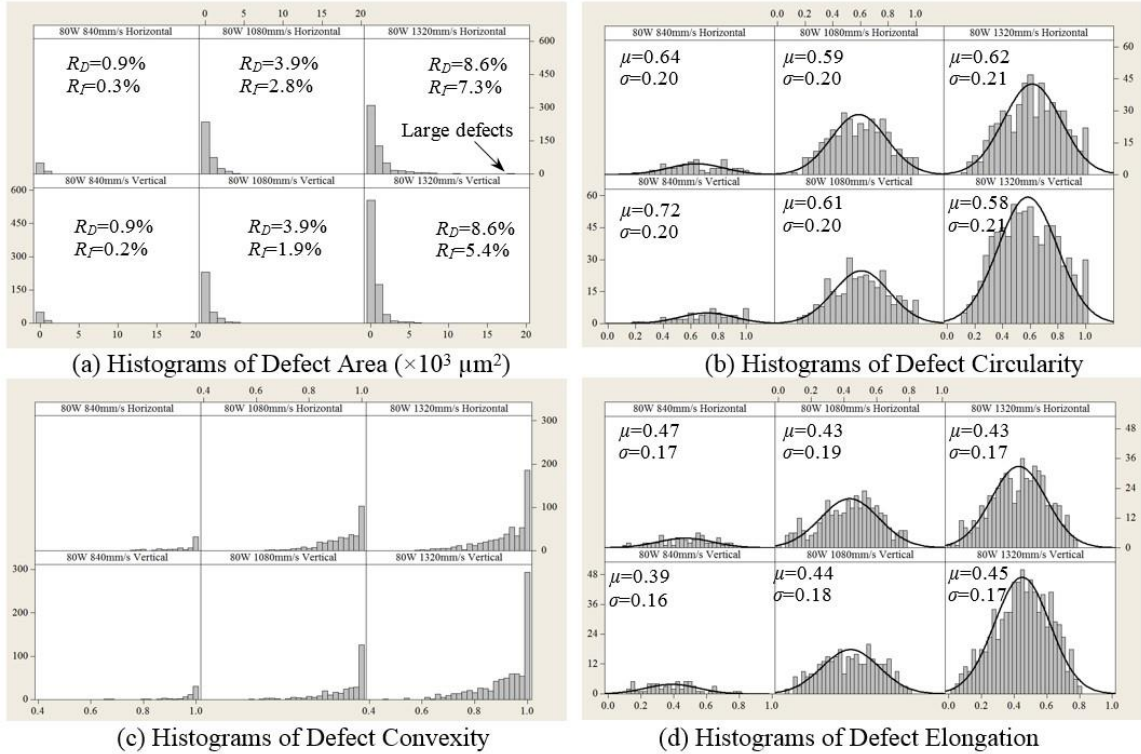 0 5 10 15 20
80W 840mm/s Horizontal 80W 1080mm/s Horizontal 80W 1320mm/s Horizontal
R_D=0.9% R_D=3.9% R_D=8.6%
R_I=0.3% R_I=2.8% R_I=7.3%
Large defects
600
450
300
150
0
80W 840mm/s Vertical 80W 1080mm/s Vertical 80W 1320mm/s Vertical
600
450
300
150
0
R_D=0.9% R_D=3.9% R_D=8.6%
R_I=0.2% R_I=1.9% R_I=5.4%
0 5 10 15 20 0 5 10 15 20
(a) Histograms of Defect Area (×10³ μm²)
0.0 0.2 0.4 0.6 0.8 1.0
80W 840mm/s Horizontal 80W 1080mm/s Horizontal 80W 1320mm/s Horizontal
μ=0.64 μ=0.59 μ=0.62
σ=0.20 σ=0.20 σ=0.21
60
45
30
15
0
80W 840mm/s Vertical 80W 1080mm/s Vertical 80W 1320mm/s Vertical
60
45
30
15
0
μ=0.72 μ=0.61 μ=0.58
σ=0.20 σ=0.20 σ=0.21
0.0 0.2 0.4 0.6 0.8 1.0 0.0 0.2 0.4 0.6 0.8 1.0
(b) Histograms of Defect Circularity
0.4 1.0
80W 840mm/s Horizontal 80W 1080mm/s Horizontal 80W 1320mm/s Horizontal
300
200
100
0
80W 840mm/s Vertical 80W 1080mm/s Vertical 80W 1320mm/s Vertical
300
200
100
0
0.4 1.0 0.4 1.0
(c) Histograms of Defect Convexity
0.0 0.2 0.4 0.6 0.8 1.0
80W 840mm/s Horizontal 80W 1080mm/s Horizontal 80W 1320mm/s Horizontal
μ=0.47 μ=0.43 μ=0.43
σ=0.17 σ=0.19 σ=0.17
48
36
24
12
0
80W 840mm/s Vertical 80W 1080mm/s Vertical 80W 1320mm/s Vertical
48
36
24
12
0
μ=0.39 μ=0.44 μ=0.45
σ=0.16 σ=0.18 σ=0.17
0.0 0.2 0.4 0.6 0.8 1.0 0.0 0.2 0.4 0.6 0.8 1.0
(d) Histograms of Defect Elongation